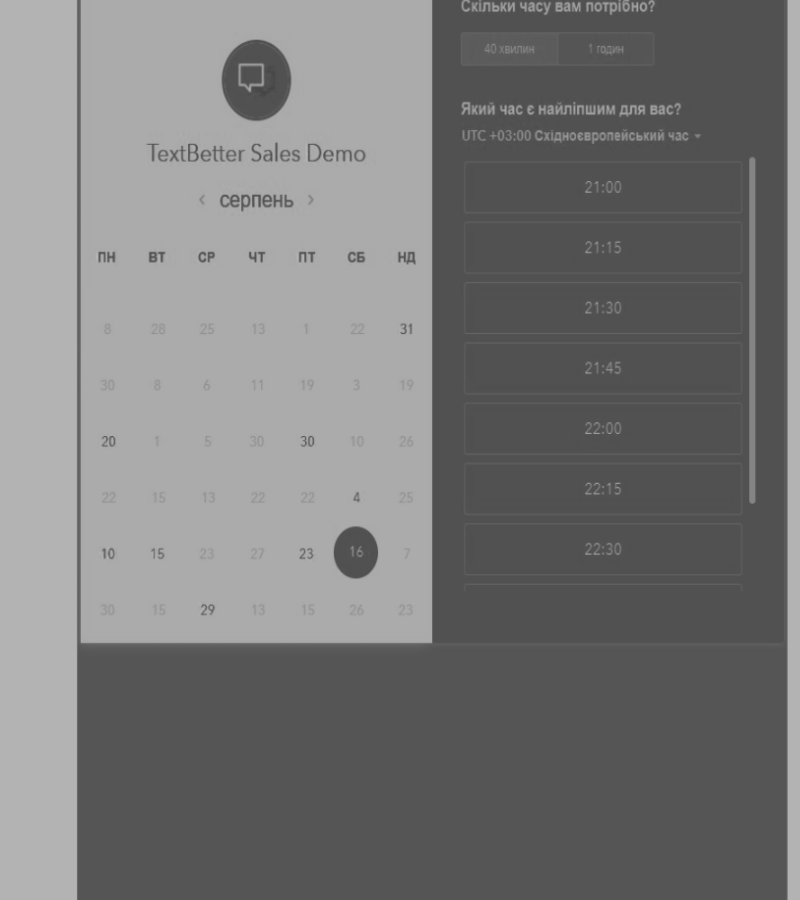 TextBetter Sales Demo
‹ серпень ›
ПН ВТ СР ЧТ ПТ СБ НД
8 28 25 13 1 22 31
30 8 6 11 19 3 19
20 1 5 30 30 10 26
22 15 13 22 22 4 25
10 15 23 27 23 16 7
30 15 29 13 15 26 23
Скільки часу вам потрібно?
40 хвилин 1 годин
Який час є найліпшим для вас?
UTC +03:00 Східноєвропейський час
21:00
21:15
21:30
21:45
22:00
22:15
22:30